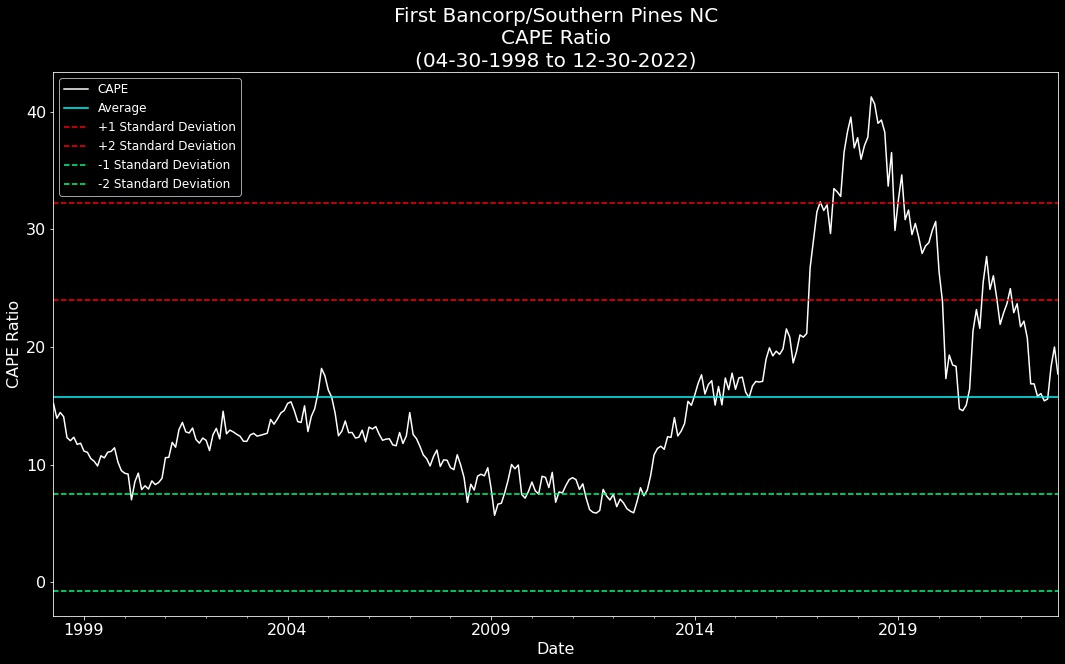 First Bancorp/Southern Pines NC
CAPE Ratio
(04-30-1998 to 12-30-2022)
CAPE
Average
+1 Standard Deviation
+2 Standard Deviation
-1 Standard Deviation
-2 Standard Deviation
CAPE Ratio
40
30
20
10
0
1999 2004 2009 2014 2019
Date